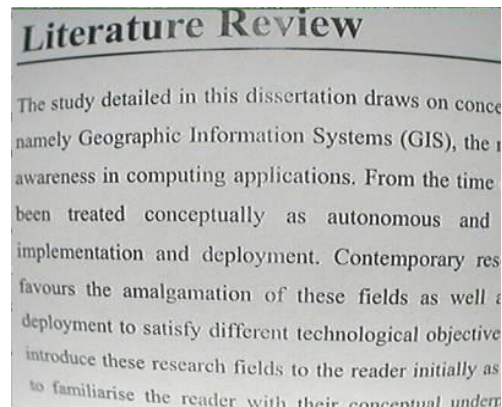 Literature Review
The study detailed in this dissertation draws on conce
namely Geographic Information Systems (GIS), the
awareness in computing applications. From the time
been treated conceptually as autonomous and
implementation and deployment. Contemporary res
favours the amalgamation of these fields as well a
deployment to satisfy different technological objective
introduce these research fields to the reader initially as
to familiarise the reader with their conceptual underp